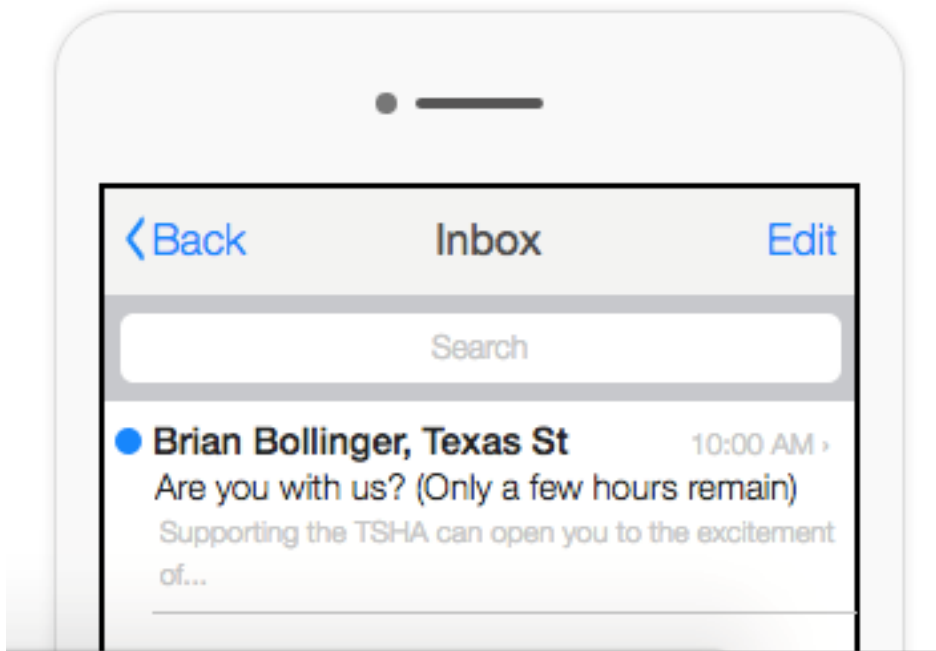 Back Inbox Edit
Search
Brian Bollinger, Texas St 10:00 AM ›
Are you with us? (Only a few hours remain)
Supporting the TSHA can open you to the excitement
of...